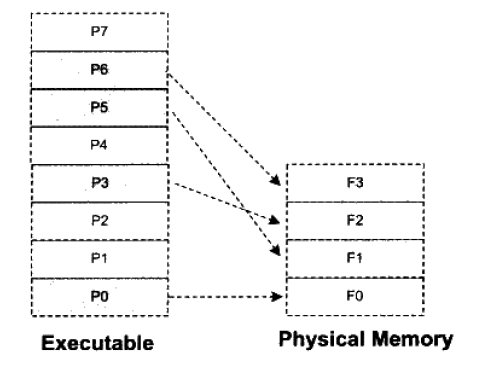 P7
P6
P5
P4
P3
P2
P1
P0
Executable
F3
F2
F1
F0
Physical Memory